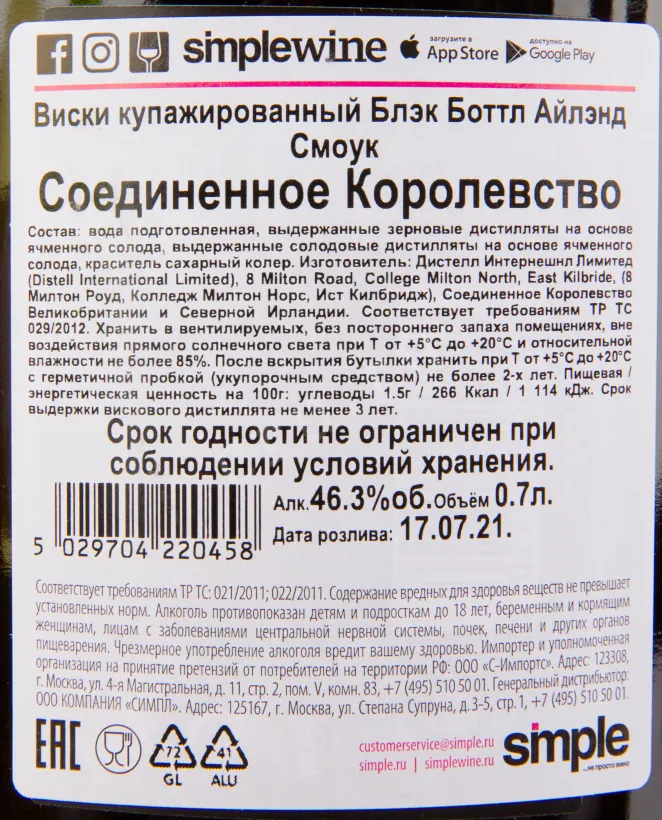 simplewine
загрузите в
App Store
доступно на
Google Play
Виски купажированный Блэк Боттл Айлэнд
Смоук
Соединенное Королевство
Состав: вода подготовленная, выдержанные зерновые дистилляты на основе
ячменного солода, выдержанные солодовые дистилляты на основе ячменного
солода, краситель сахарный колер. Изготовитель: Дистелл Интернешнл Лимитед
(Distell International Limited), 8 Milton Road, College Milton North, East Kilbride, (8
Милтон Роуд, Колледж Милтон Норс, Ист Килбридж), Соединенное Королевство
Великобритании и Северной Ирландии. Соответствует требованиям ТР ТС
029/2012. Хранить в вентилируемых, без постороннего запаха помещениях, вне
воздействия прямого солнечного света при Т от +5°С до +20°С и относительной
влажности не более 85%. После вскрытия бутылки хранить при Т от +5°С до +20°С
с герметичной пробкой (укупорочным средством) не более 2-х лет. Пищевая /
энергетическая ценность на 100г: углеводы 1.5г / 266 Ккал / 1 114 кДж. Срок
выдержки вискового дистиллята не менее 3 лет.
Срок годности не ограничен при
соблюдении условий хранения.
Алк.46.3%об.Объём 0.7л.
Дата розлива: 17.07.21.
5 029704 220458
Соответствует требованиям ТР ТС: 021/2011; 022/2011. Содержание вредных для здоровья веществ не превышает
установленных норм. Алкоголь противопоказан детям и подросткам до 18 лет, беременным и кормящим
женщинам, лицам с заболеваниями центральной нервной системы, почек, печени и других органов
пищеварения. Чрезмерное употребление алкоголя вредит вашему здоровью. Импортер и уполномоченная
организация на принятие претензий от потребителей на территории РФ: ООО «С-Импортс». Адрес: 123308,
г. Москва, ул. 4-я Магистральная, д. 11, стр. 2, пом. V, комн. 83, +7 (495) 510 50 01. Генеральный дистрибьютор:
ООО КОМПАНИЯ «СИМПЛ». Адрес: 125167, г. Москва, ул. Степана Супруна, д.3-5, стр.1, +7 (495) 510 50 01.
EAC
72
GL
41
ALU
customerservice@simple.ru
simple.ru | simplewine.ru
simple
...не просто вино